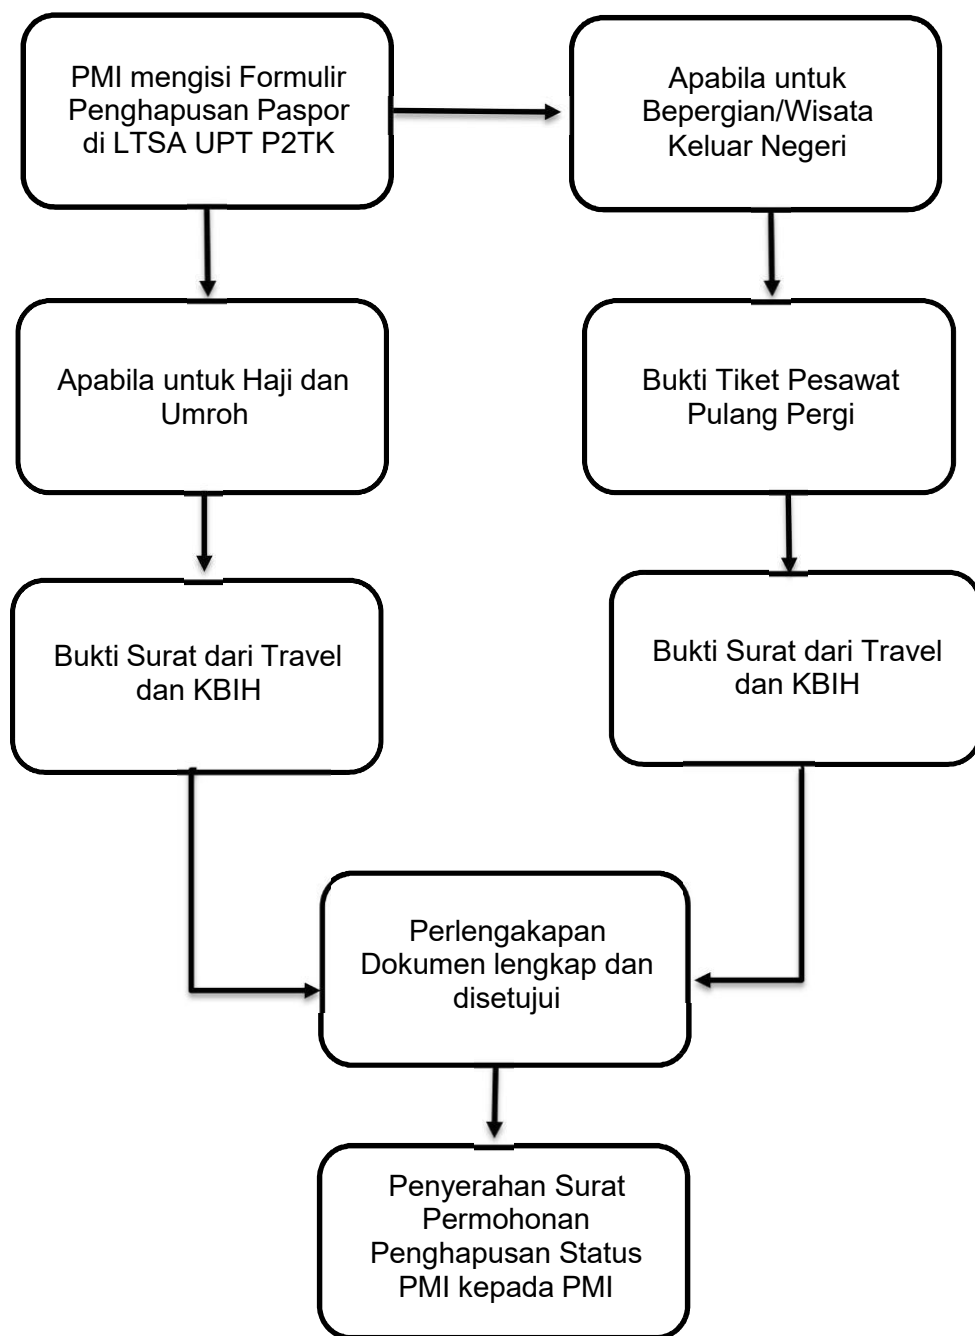 PMI mengisi Formulir
Penghapusan Paspor
di LTSA UPT P2TK
Apabila untuk
Bepergian/Wisata
Keluar Negeri
Apabila untuk Haji dan
Umroh
Bukti Tiket Pesawat
Pulang Pergi
Bukti Surat dari Travel
dan KBIH
Bukti Surat dari Travel
dan KBIH
Perlengakapan
Dokumen lengkap dan
disetujui
Penyerahan Surat
Permohonan
Penghapusan Status
PMI kepada PMI